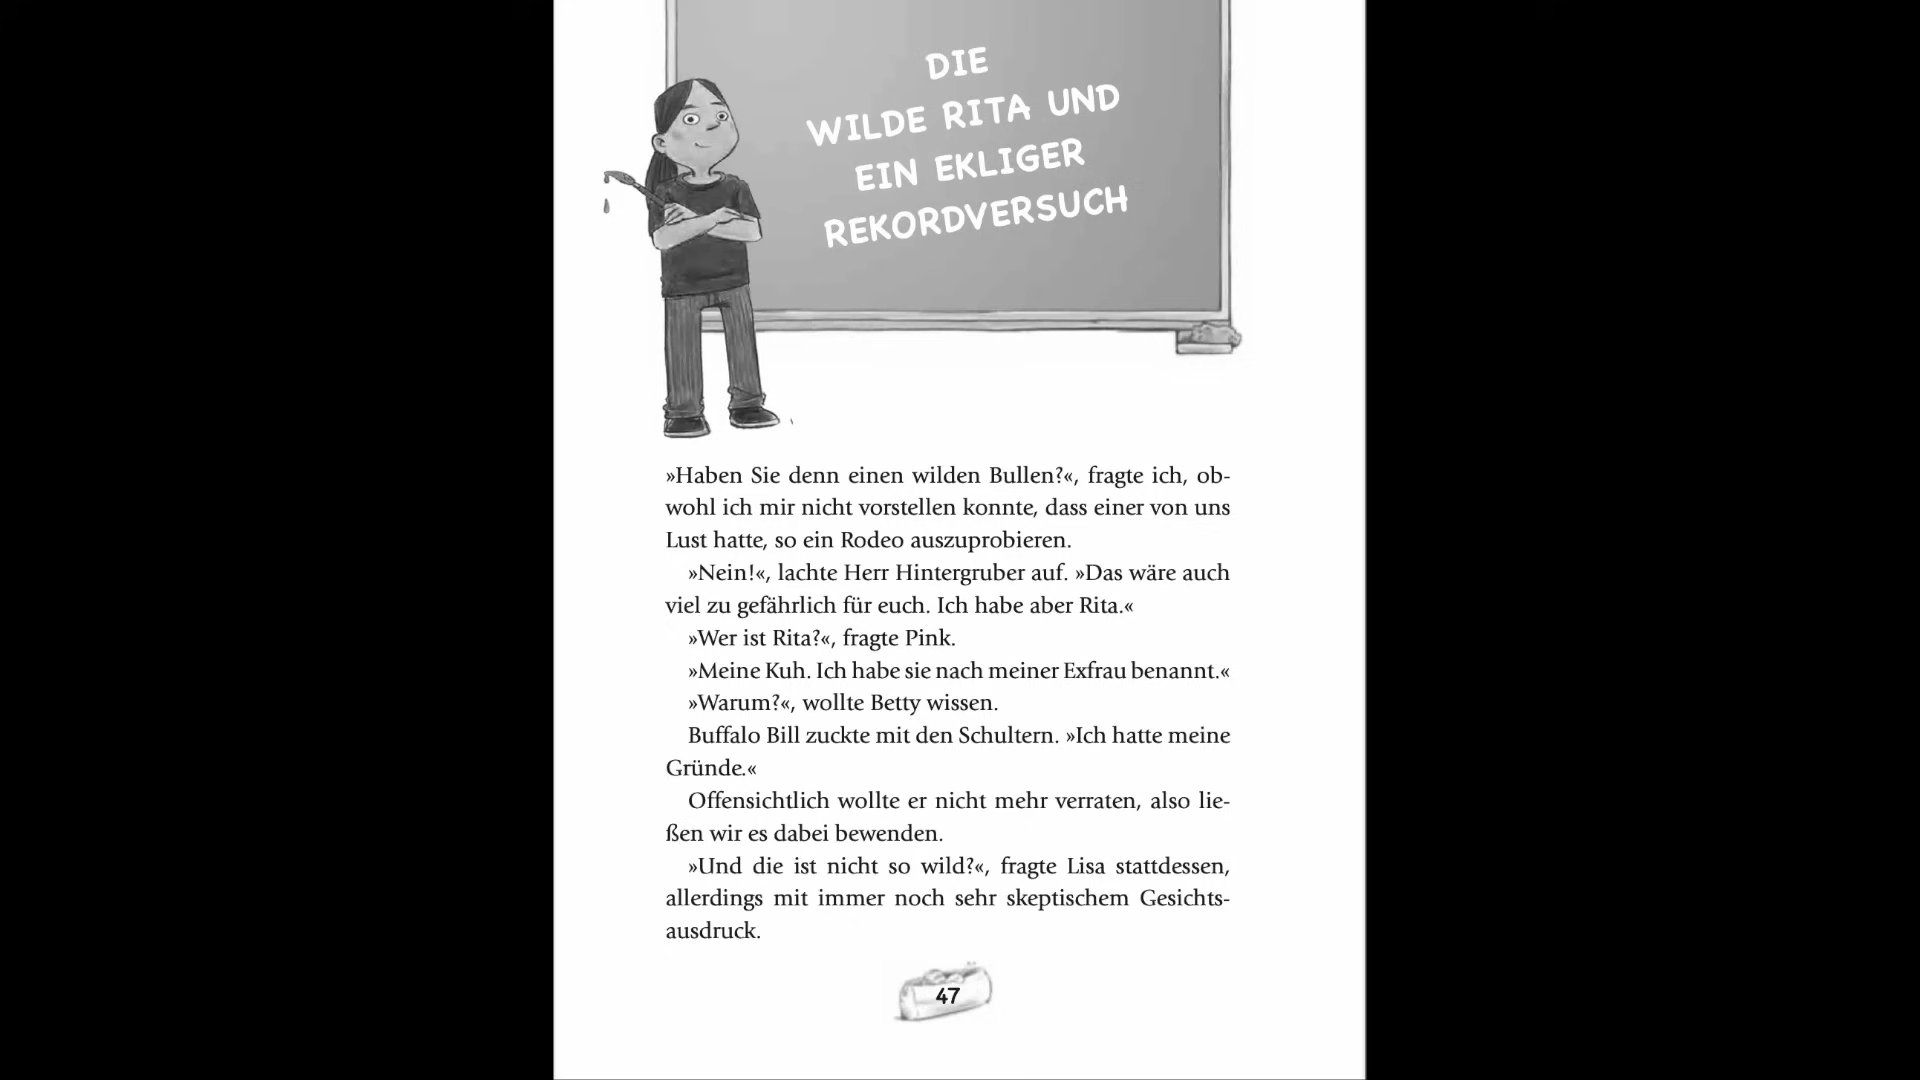 DIE
WILDE RITA UND
EIN EKLIGER
REKORDVERSUCH
»Haben Sie denn einen wilden Bullen?«, fragte ich, ob-
wohl ich mir nicht vorstellen konnte, dass einer von uns
Lust hatte, so ein Rodeo auszuprobieren.
»Nein!«, lachte Herr Hintergruber auf. »Das wäre auch
viel zu gefährlich für euch. Ich habe aber Rita.«
»Wer ist Rita?«, fragte Pink.
»Meine Kuh. Ich habe sie nach meiner Exfrau benannt.«
»Warum?«, wollte Betty wissen.
Buffalo Bill zuckte mit den Schultern. »Ich hatte meine
Gründe.«
Offensichtlich wollte er nicht mehr verraten, also lie-
ßen wir es dabei bewenden.
»Und die ist nicht so wild?«, fragte Lisa stattdessen,
allerdings mit immer noch sehr skeptischem Gesichts-
ausdruck.
47